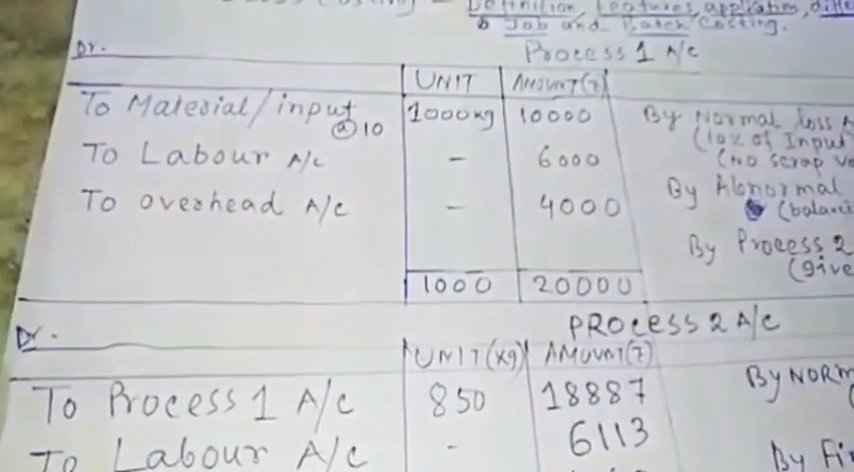 Costing - Definition, Features, application,
& Job and Batch Costing.
Dr.
Process 1 A/c
UNIT AMOUNT(₹)
To Material/input 1000kg 10000 By Normal loss
@10 (10% of Input
To Labour A/c - 6000 (no scrap
By Abnormal
To overhead A/c - 4000
By Process 2
(give
1000 20000
Dr.
PROCESS 2 A/c
UNIT(Kg) AMOUNT(₹)
To Process 1 A/c 850 18887 By NORM
To Labour A/c - 6113
By Fi